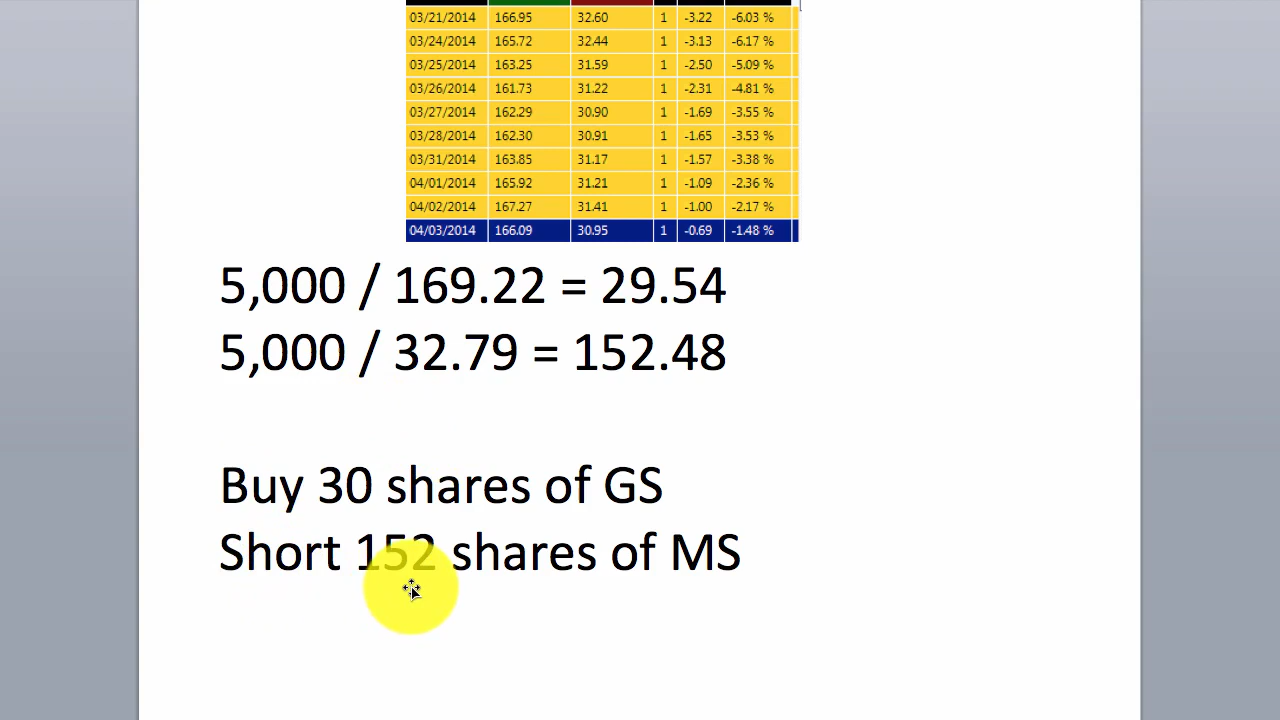 03/21/2014 166.95 32.60 1 -3.22 -6.03 %
03/24/2014 165.72 32.44 1 -3.13 -6.17 %
03/25/2014 163.25 31.59 1 -2.50 -5.09 %
03/26/2014 161.73 31.22 1 -2.31 -4.81 %
03/27/2014 162.29 30.90 1 -1.69 -3.55 %
03/28/2014 162.30 30.91 1 -1.65 -3.53 %
03/31/2014 163.85 31.17 1 -1.57 -3.38 %
04/01/2014 165.92 31.21 1 -1.09 -2.36 %
04/02/2014 167.27 31.41 1 -1.00 -2.17 %
04/03/2014 166.09 30.95 1 -0.69 -1.48 %
5,000 / 169.22 = 29.54
5,000 / 32.79 = 152.48
Buy 30 shares of GS
Short 152 shares of MS